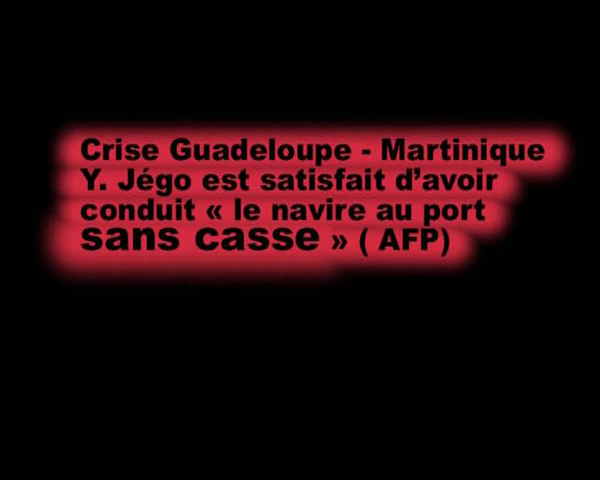 Crise Guadeloupe - Martinique
Y. Jégo est satisfait d’avoir
conduit « le navire au port
sans casse » ( AFP)